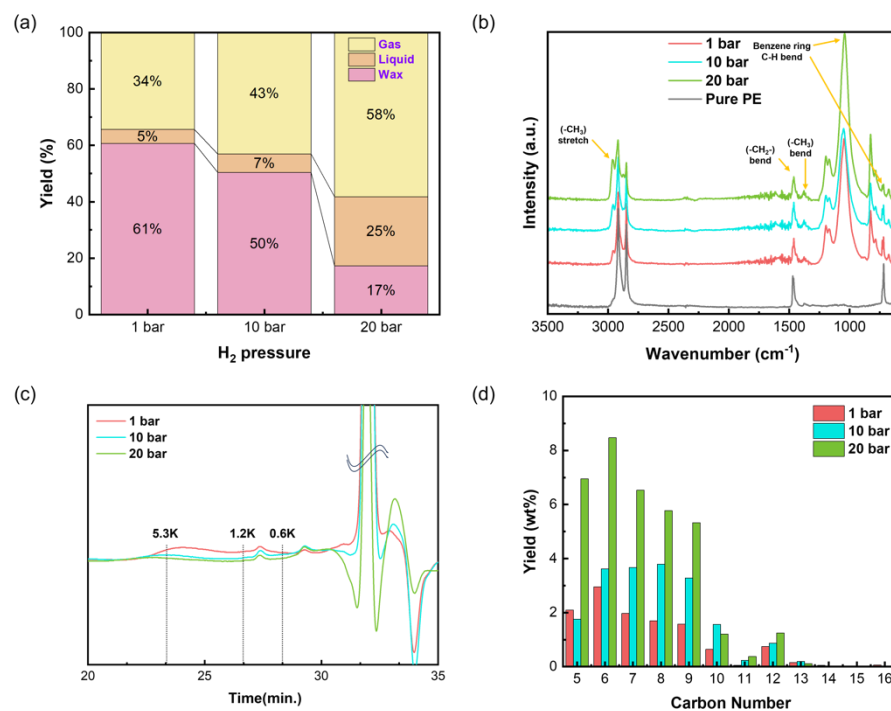 (a)
100
80
60
40
20
0
Yield (%)
Gas
Liquid
Wax
34%
5%
61%
43%
7%
50%
58%
25%
17%
1 bar
10 bar
20 bar
H₂ pressure
(b)
1 bar
10 bar
20 bar
Pure PE
Benzene ring
C-H bend
(-CH₃)
stretch
(-CH₂-)
bend
(-CH₃)
bend
Intensity (a.u.)
3500
3000
2500
2000
1500
1000
Wavenumber (cm⁻¹)
(c)
1 bar
10 bar
20 bar
5.3K
1.2K
0.6K
20
25
30
35
Time(min.)
(d)
10
8
6
4
2
0
Yield (wt%)
1 bar
10 bar
20 bar
5
6
7
8
9
10
11
12
13
14
15
16
Carbon Number